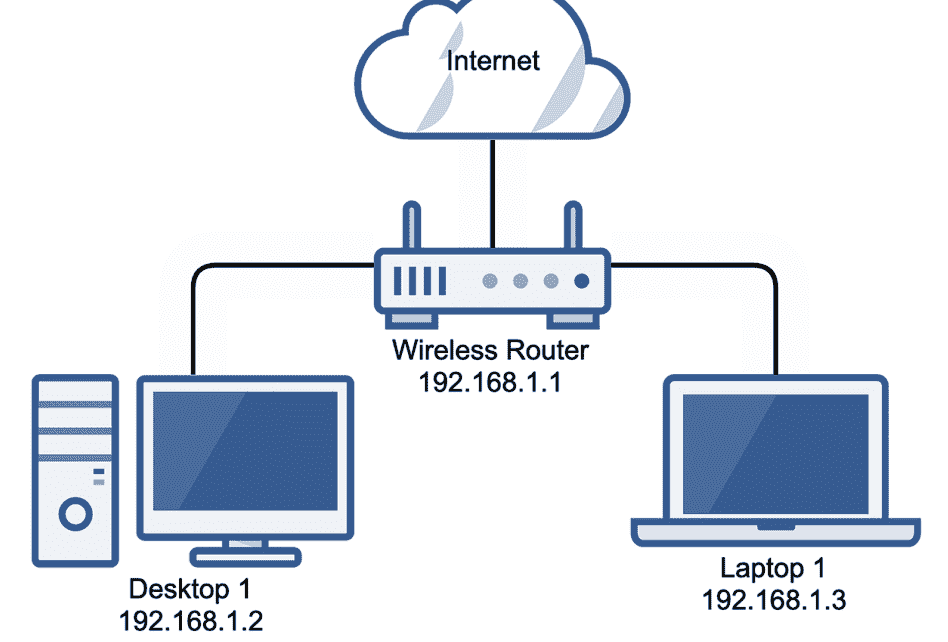 Internet
Wireless Router
192.168.1.1
Desktop 1
192.168.1.2
Laptop 1
192.168.1.3